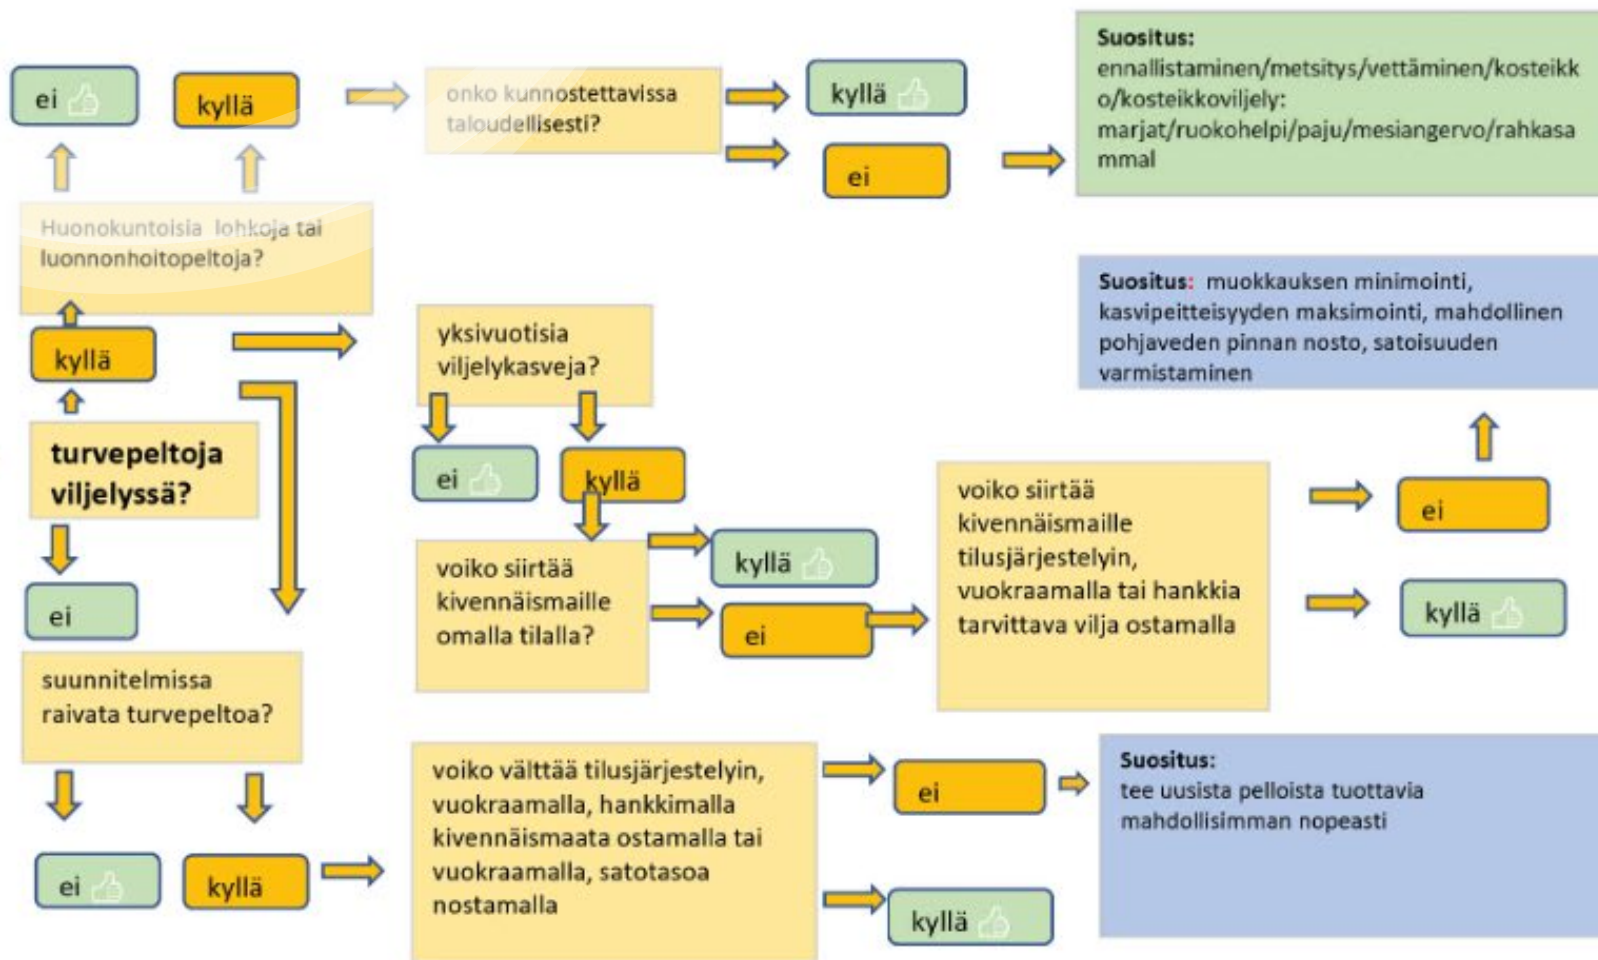 ei
kyllä
onko kunnostettavissa
taloudellisesti?
kyllä
ei
Suositus:
ennallistaminen/metsitys/vettäminen/kosteikk
o/kosteikkoviljely:
marjat/ruokohelpi/paju/mesiangervo/rahkasa
mmal
Huonokuntoisia lohkoja tai
luonnonhoitopeltoja?
kyllä
turvepeltoja
viljelyssä?
ei
yksivuotisia
viljelykasveja?
ei
kyllä
voiko siirtää
kivennäismaille
omalla tilalla?
kyllä
ei
voiko siirtää
kivennäismaille
tilusjärjestelyin,
vuokraamalla tai hankkia
tarvittava vilja ostamalla
ei
kyllä
Suositus: muokkauksen minimointi,
kasvipeitteisyyden maksimointi, mahdollinen
pohjaveden pinnan nosto, satoisuuden
varmistaminen
suunnitelmissa
raivata turvepeltoa?
ei
kyllä
voiko välttää tilusjärjestelyin,
vuokraamalla, hankkimalla
kivennäismaata ostamalla tai
vuokraamalla, satotasoa
nostamalla
ei
kyllä
Suositus:
tee uusista pelloista tuottavia
mahdollisimman nopeasti